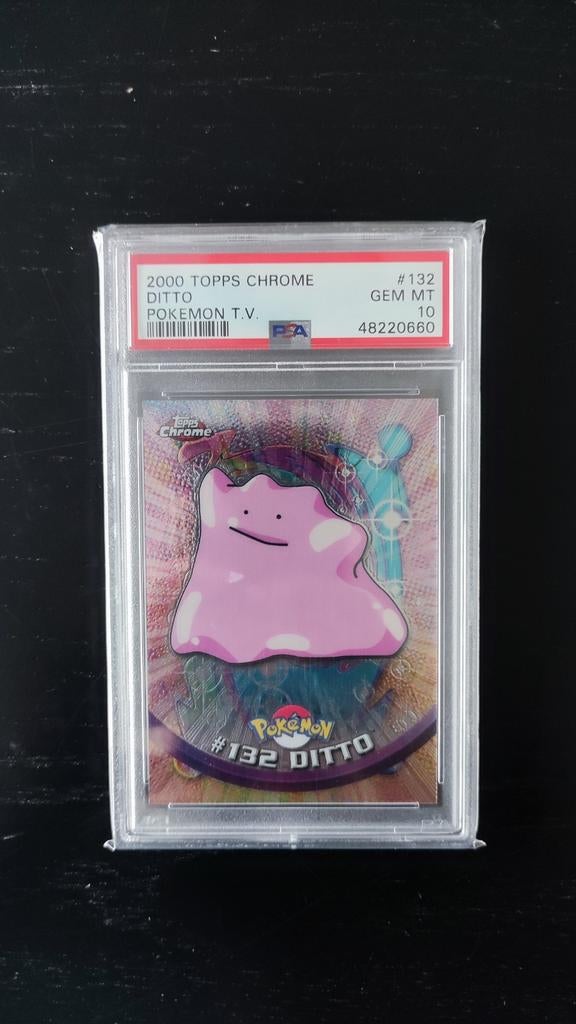 2000 TOPPS CHROME #132
DITTO GEM MT
POKEMON T.V. 10
PSA 48220660
Topps
Chrome
POKéMON
#132 DITTO